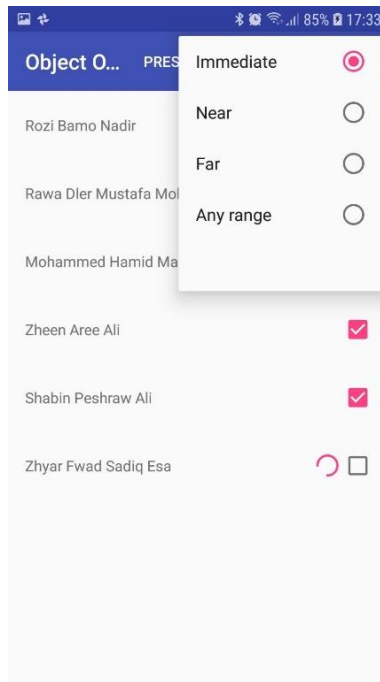 85% 17:33
Object O... PRES
Immediate
Near
Far
Any range
Rozi Bamo Nadir
Rawa Dler Mustafa Mo
Mohammed Hamid Ma
Zheen Aree Ali
Shabin Peshraw Ali
Zhyar Fwad Sadiq Esa